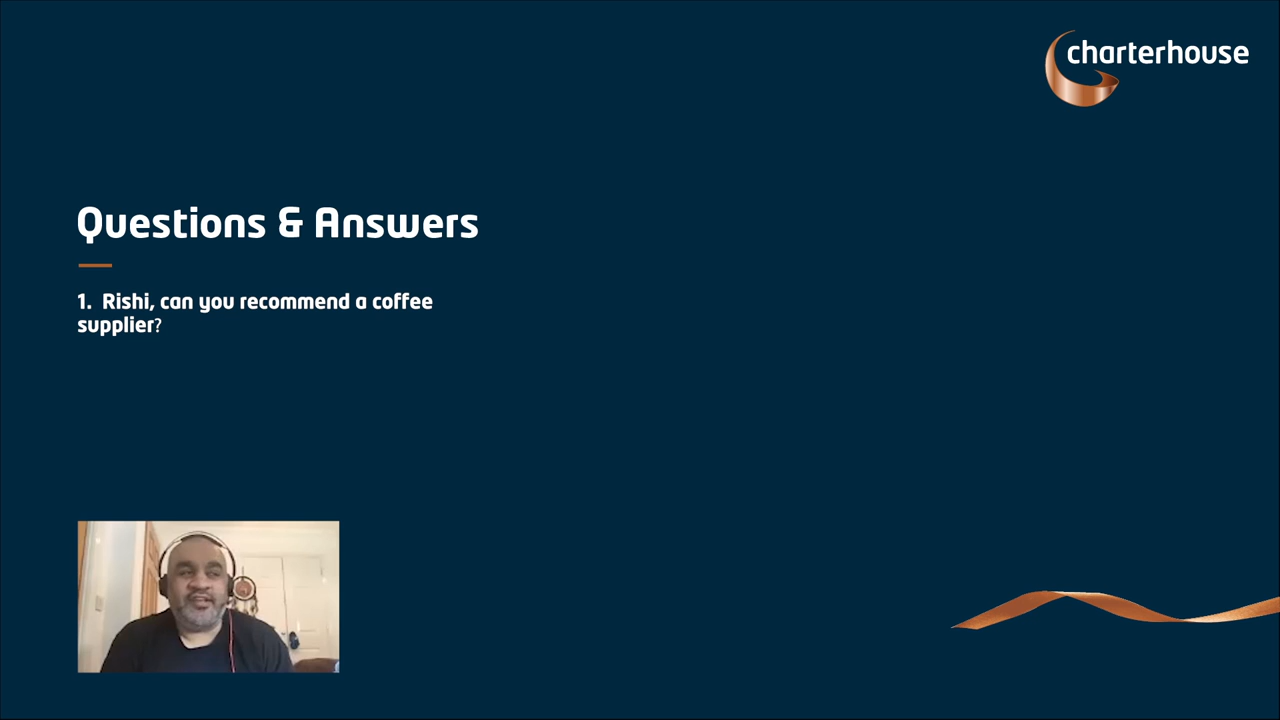 charterhouse
Questions & Answers
1. Rishi, can you recommend a coffee
supplier?